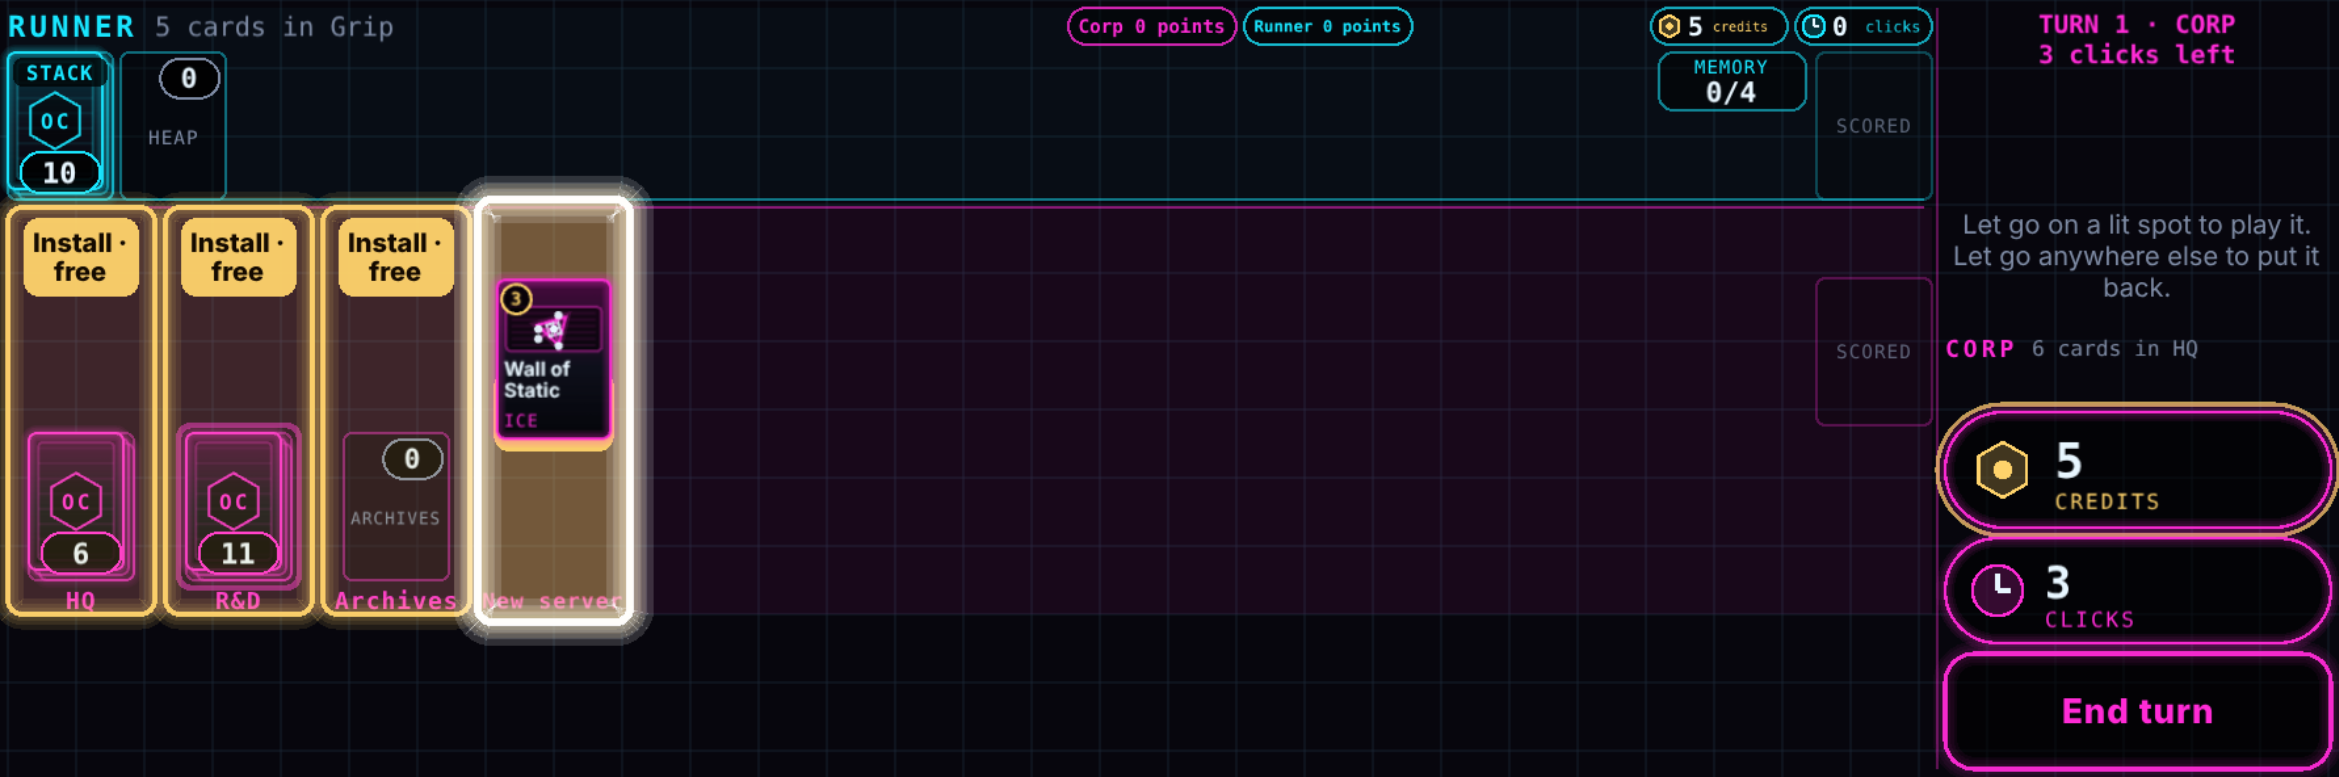 RUNNER 5 cards in Grip
Corp 0 points
Runner 0 points
5 credits
0 clicks
TURN 1 · CORP
3 clicks left
STACK
OC
10
0
HEAP
MEMORY
0/4
SCORED
Install ·
free
Install ·
free
Install ·
free
3
Wall of
Static
ICE
Let go on a lit spot to play it.
Let go anywhere else to put it
back.
SCORED
CORP 6 cards in HQ
OC
6
HQ
OC
11
R&D
0
ARCHIVES
Archives
New server
5
CREDITS
3
CLICKS
End turn